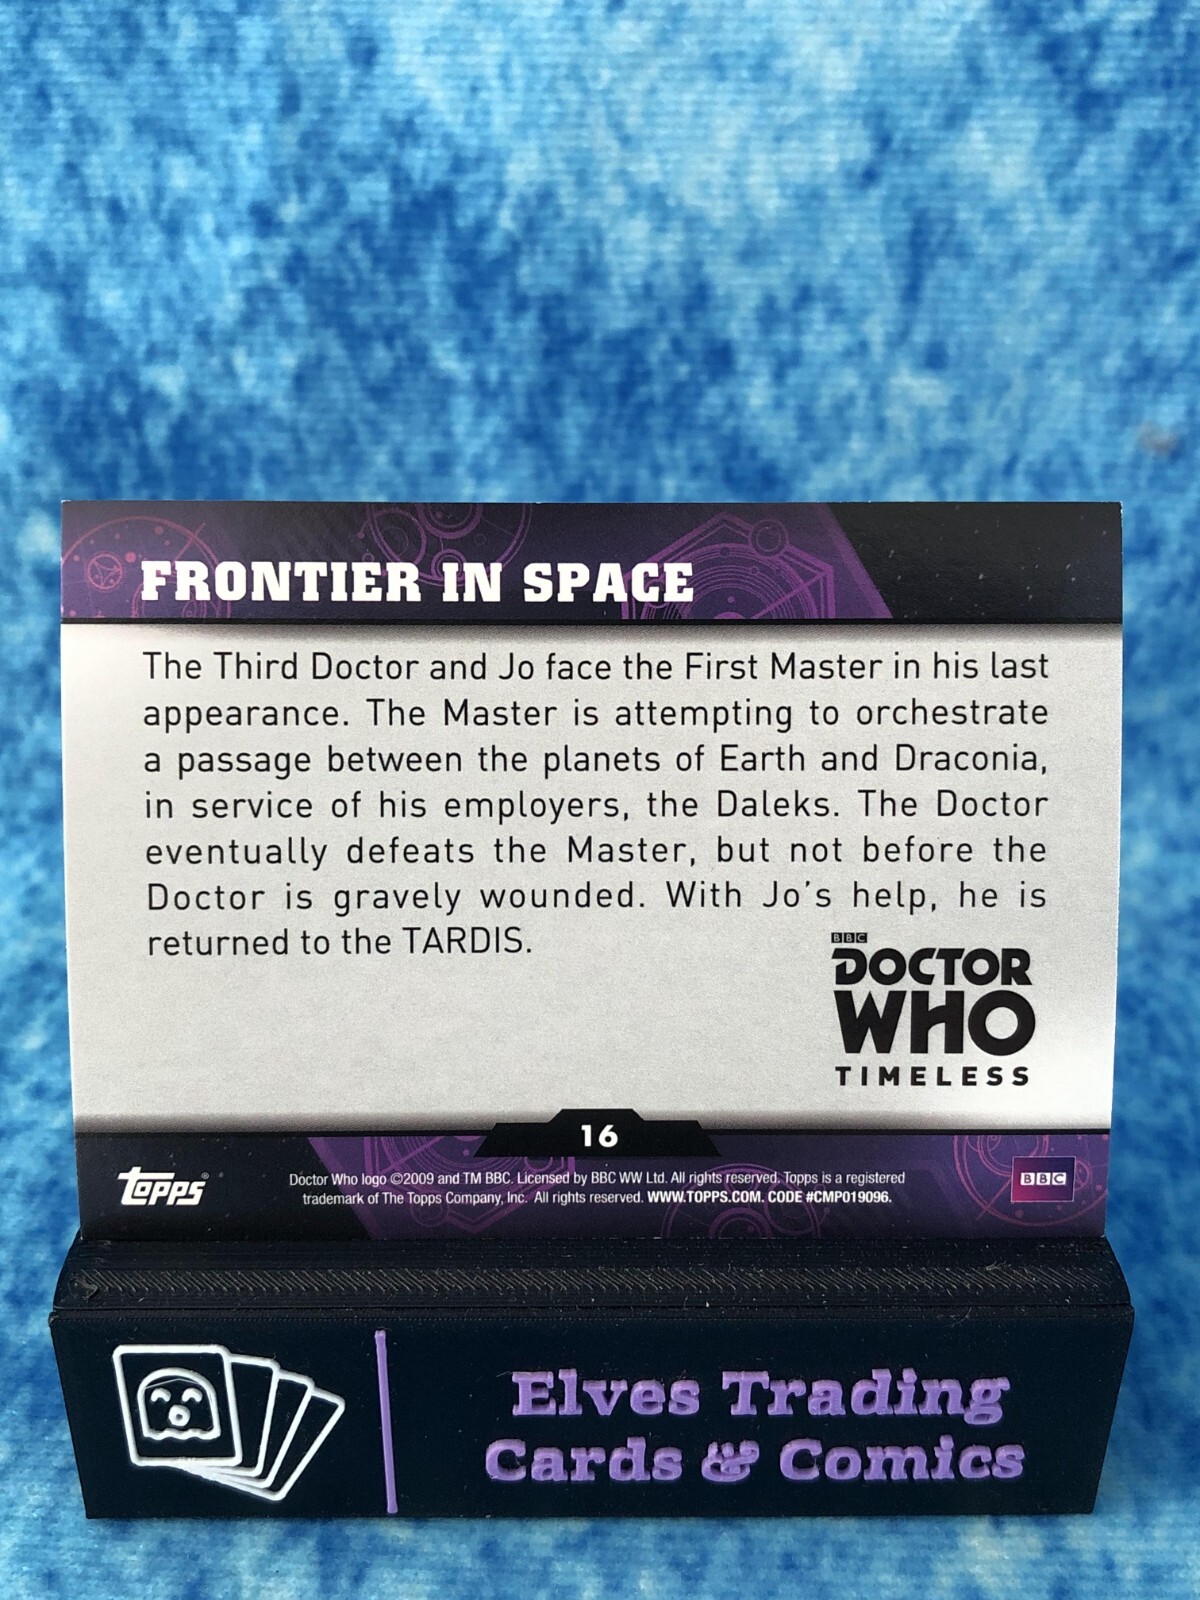 FRONTIER IN SPACE
The Third Doctor and Jo face the First Master in his last
appearance. The Master is attempting to orchestrate
a passage between the planets of Earth and Draconia,
in service of his employers, the Daleks. The Doctor
eventually defeats the Master, but not before the
Doctor is gravely wounded. With Jo's help, he is
returned to the TARDIS.
BBC
DOCTOR
WHO
TIMELESS
16
Topps®
Doctor Who logo ©2009 and TM BBC. Licensed by BBC WW Ltd. All rights reserved. Topps is a registered
trademark of The Topps Company, Inc. All rights reserved. WWW.TOPPS.COM. CODE #CMP019096.
BBC
Elves Trading
Cards & Comics